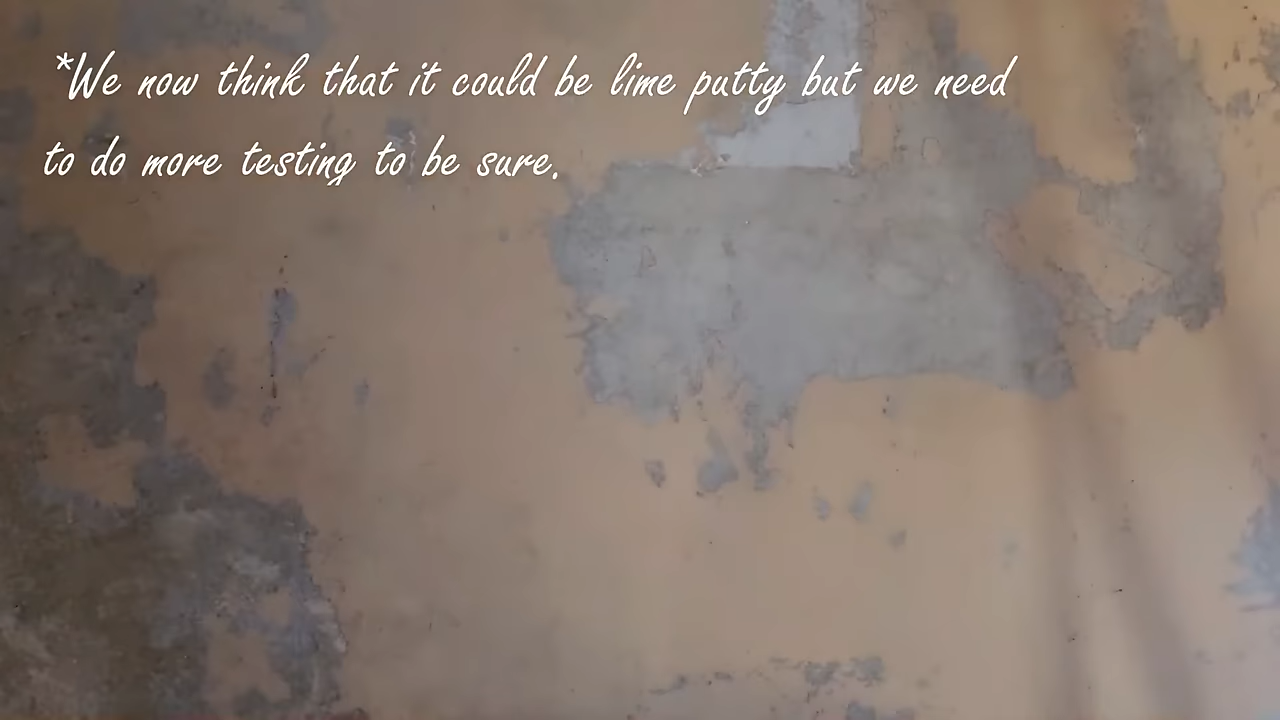 *We now think that it could be lime putty but we need
to do more testing to be sure.